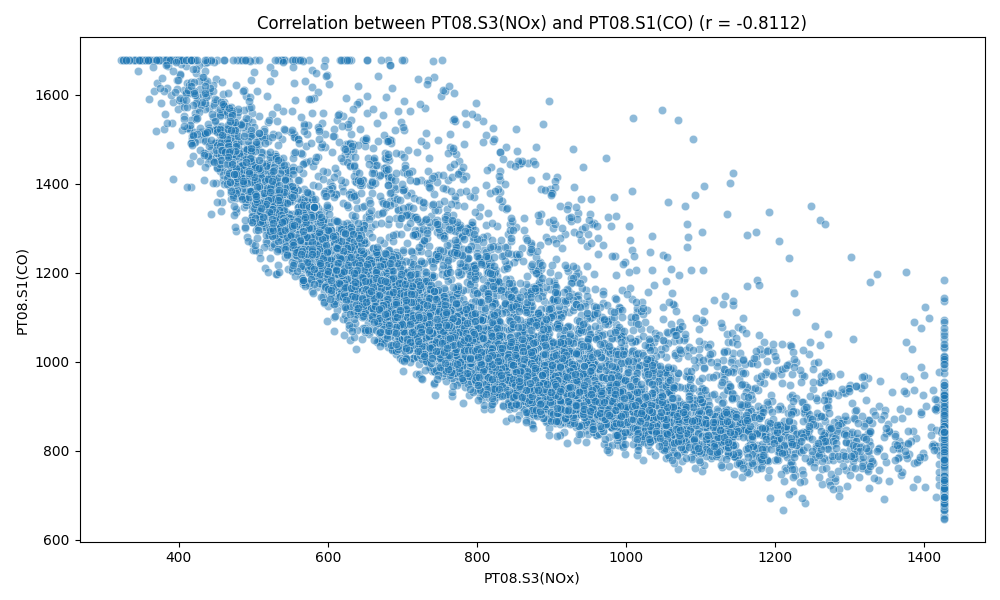 Correlation between PT08.S3(NOx) and PT08.S1(CO) (r = -0.8112)
PT08.S1(CO)
1600
1400
1200
1000
800
600
400 600 800 1000 1200 1400
PT08.S3(NOx)